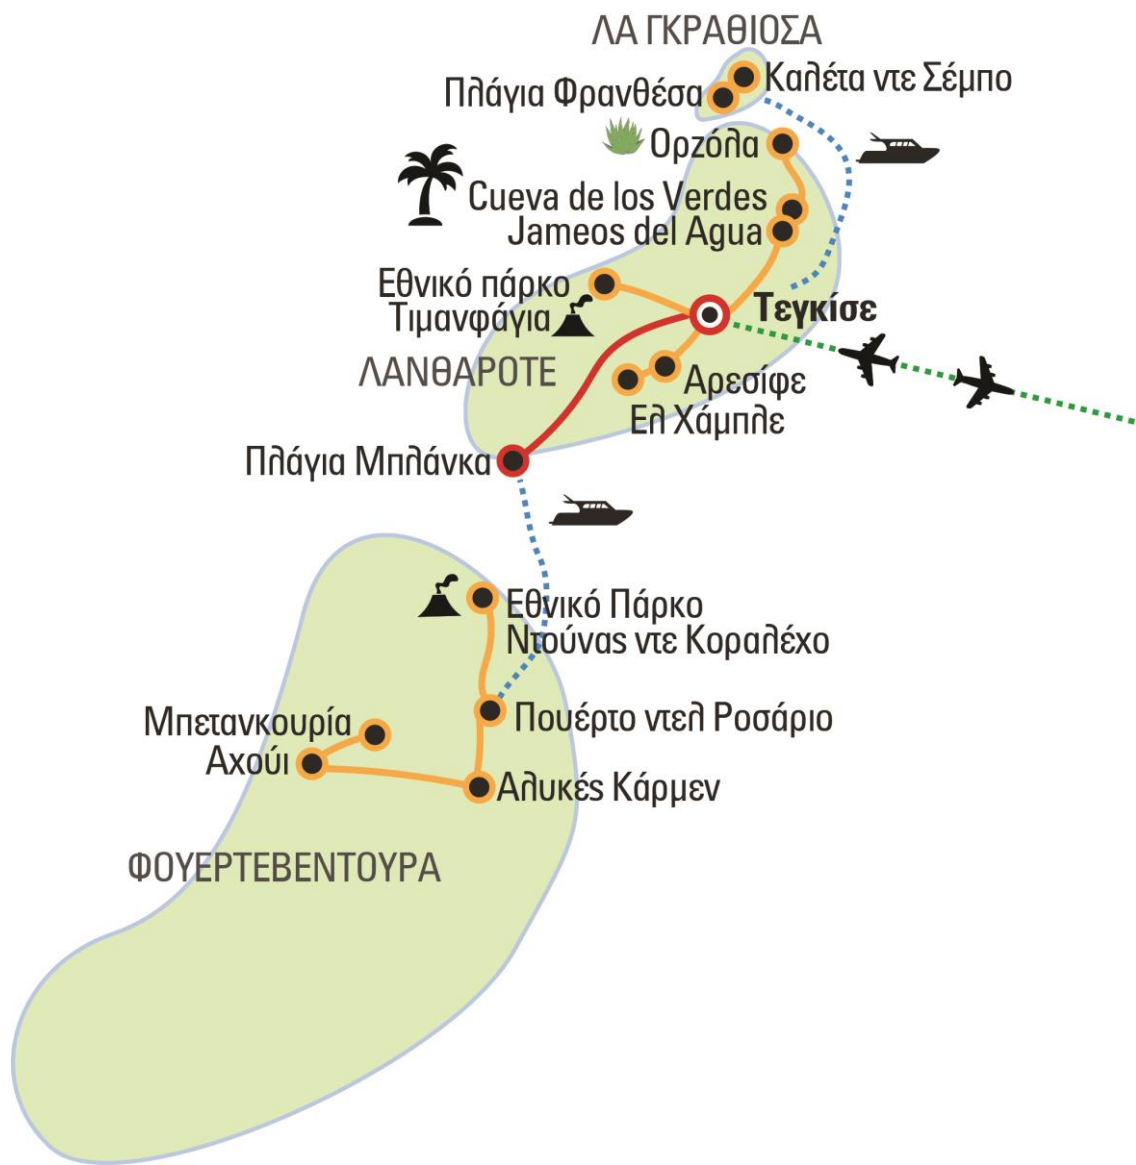 ΛΑ ΓΚΡΑΘΙΟΣΑ
Καλέτα ντε Σέμπο
Πλάγια Φρανθέσα
Ορζόλα
Cueva de los Verdes
Jameos del Agua
Εθνικό πάρκο
Τιμανφάγια
Τεγκίσε
ΛΑΝΘΑΡΟΤΕ
Αρεσίφε
Ελ Χάμπλε
Πλάγια Μπλάνκα
Εθνικό Πάρκο
Ντούνας ντε Κοραλέχο
Μπετανκουρία
Πουέρτο ντελ Ροσάριο
Αχούι
Αλυκές Κάρμεν
ΦΟΥΕΡΤΕΒΕΝΤΟΥΡΑ